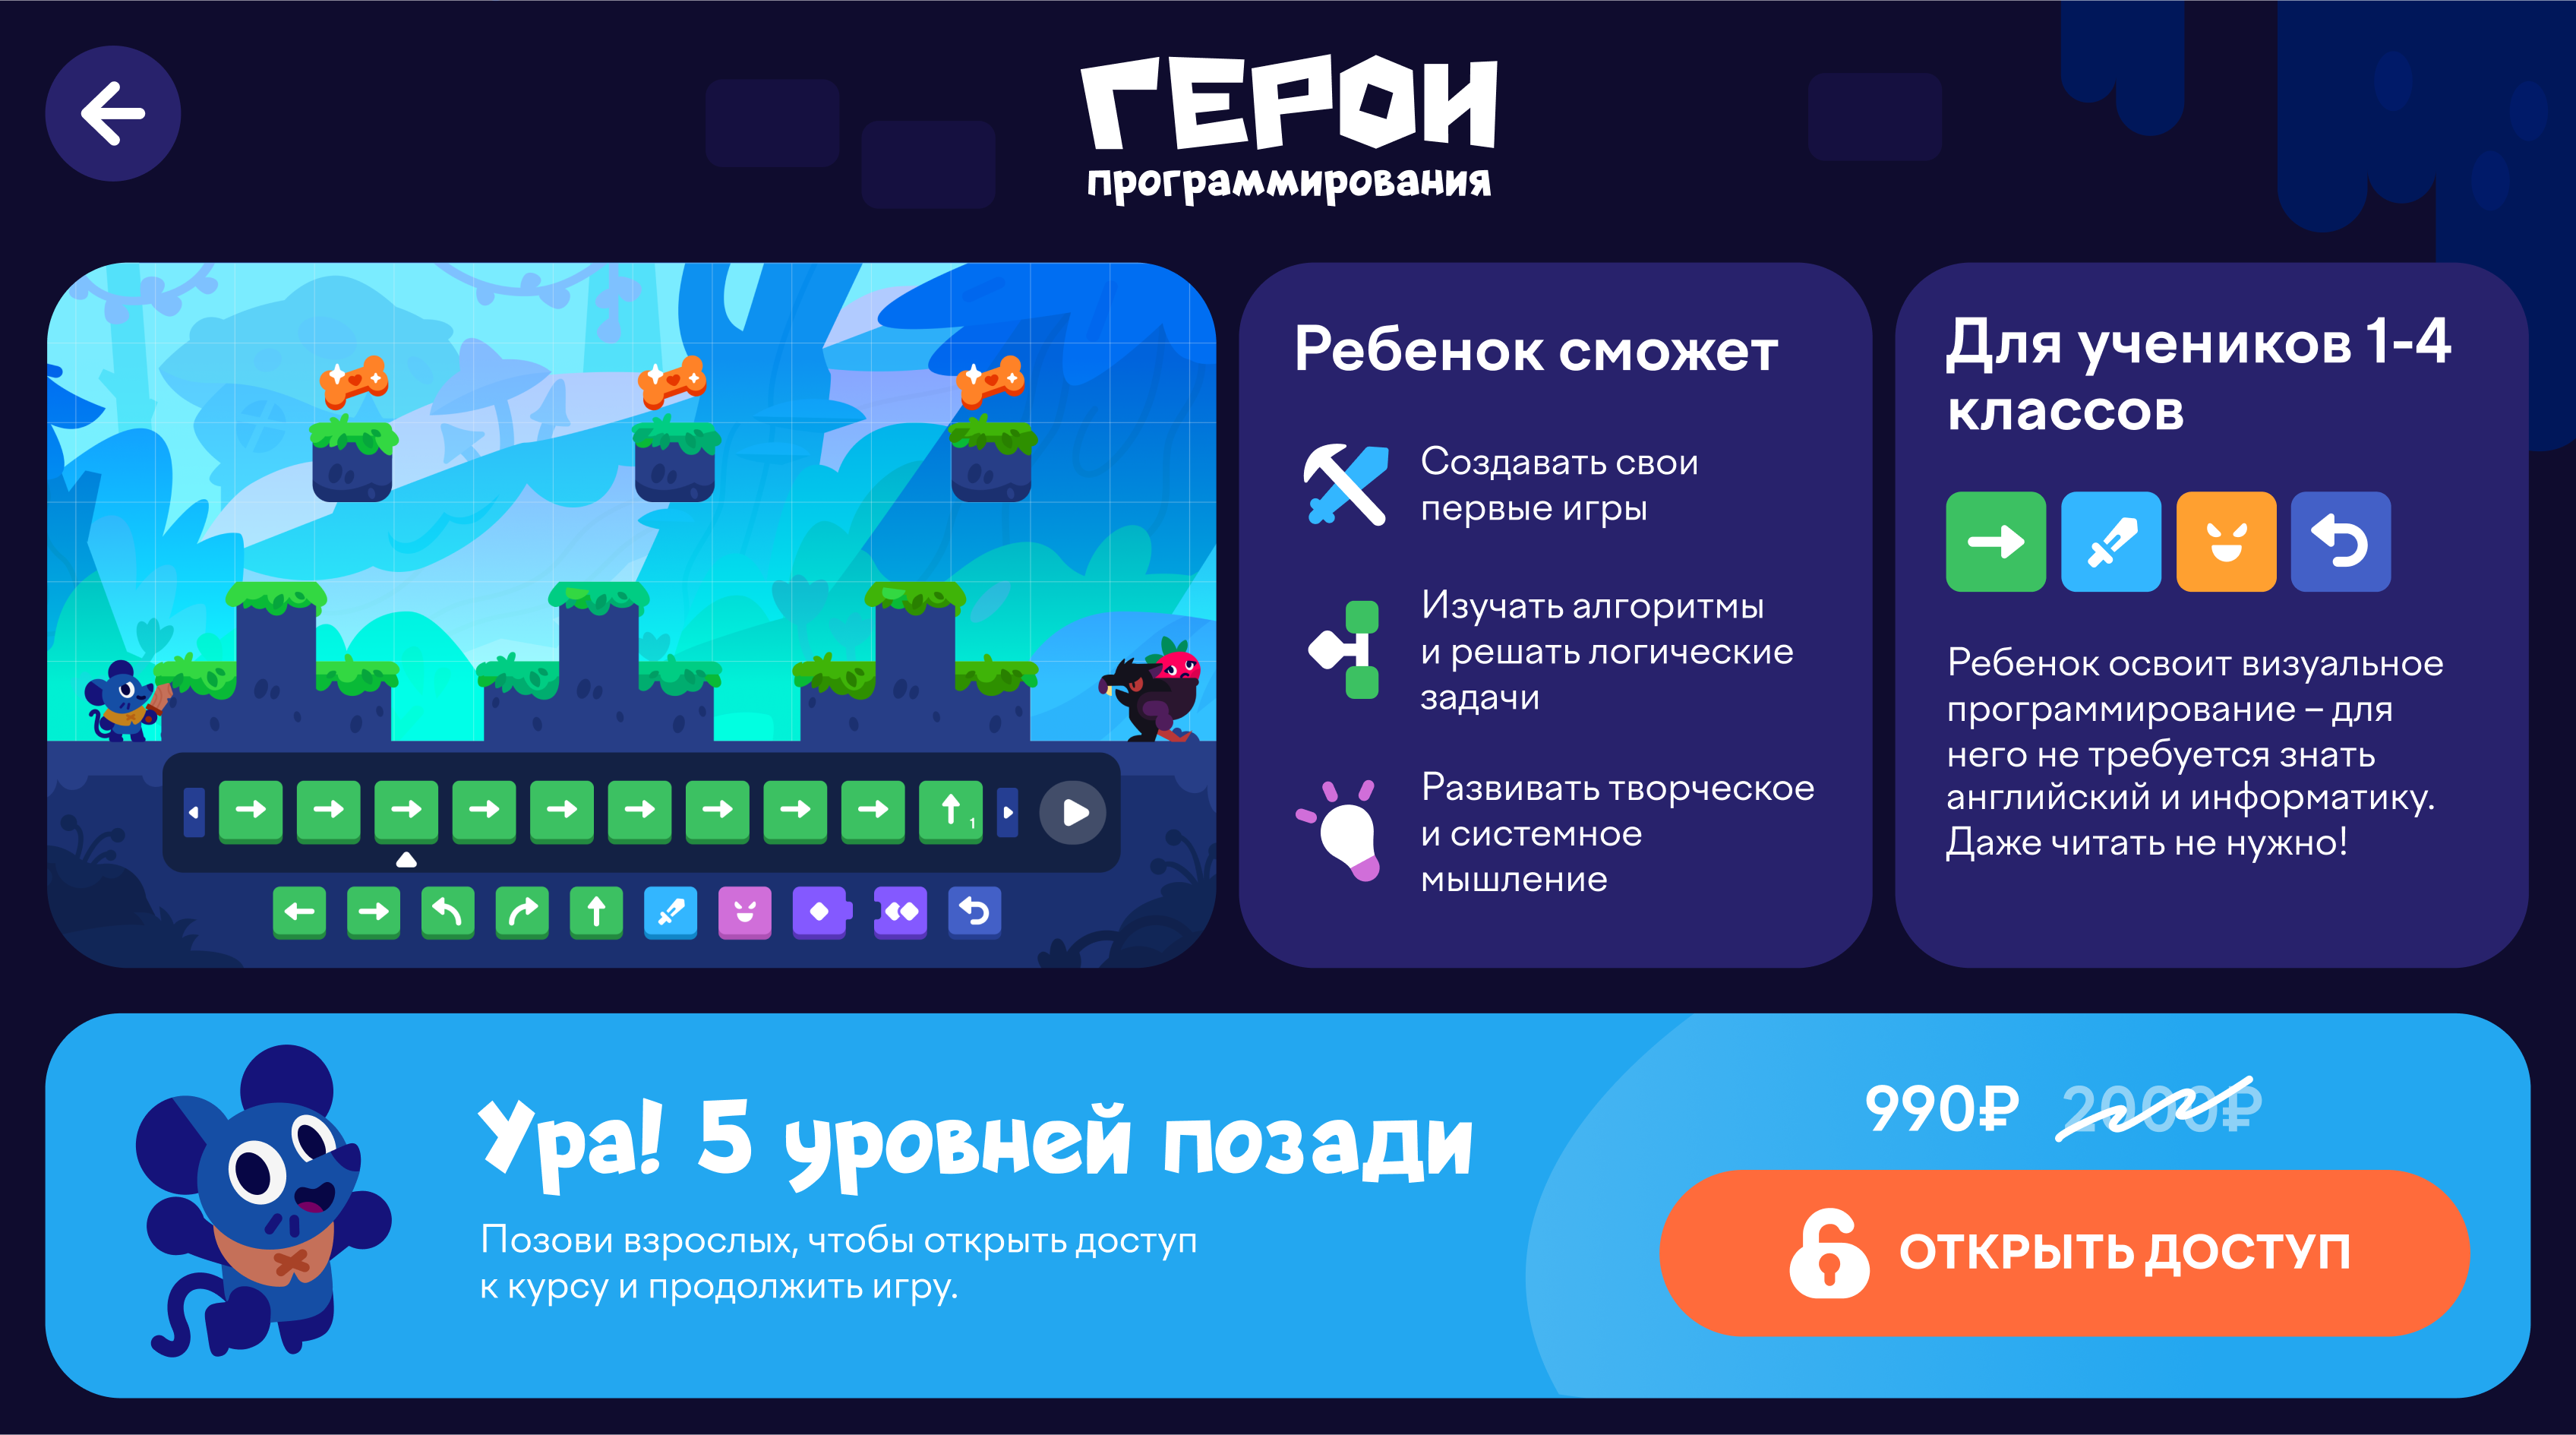 ГЕРОИ
программирования
1
Ребенок сможет
Создавать свои
первые игры
Изучать алгоритмы
и решать логические
задачи
Развивать творческое
и системное
мышление
Для учеников 1-4
классов
Ребенок освоит визуальное
программирование – для
него не требуется знать
английский и информатику.
Даже читать не нужно!
Ура! 5 уровней позади
Позови взрослых, чтобы открыть доступ
к курсу и продолжить игру.
990₽ 2000₽
ОТКРЫТЬ ДОСТУП